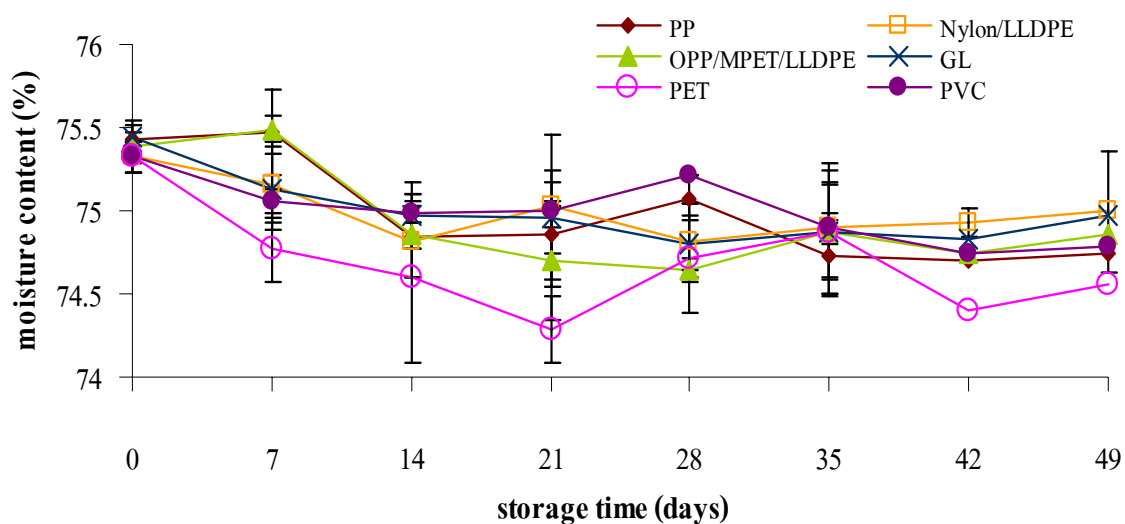 PP
Nylon/LLDPE
OPP/MPET/LLDPE
GL
PET
PVC
76
75.5
75
74.5
74
moisture content (%)
0 7 14 21 28 35 42 49
storage time (days)